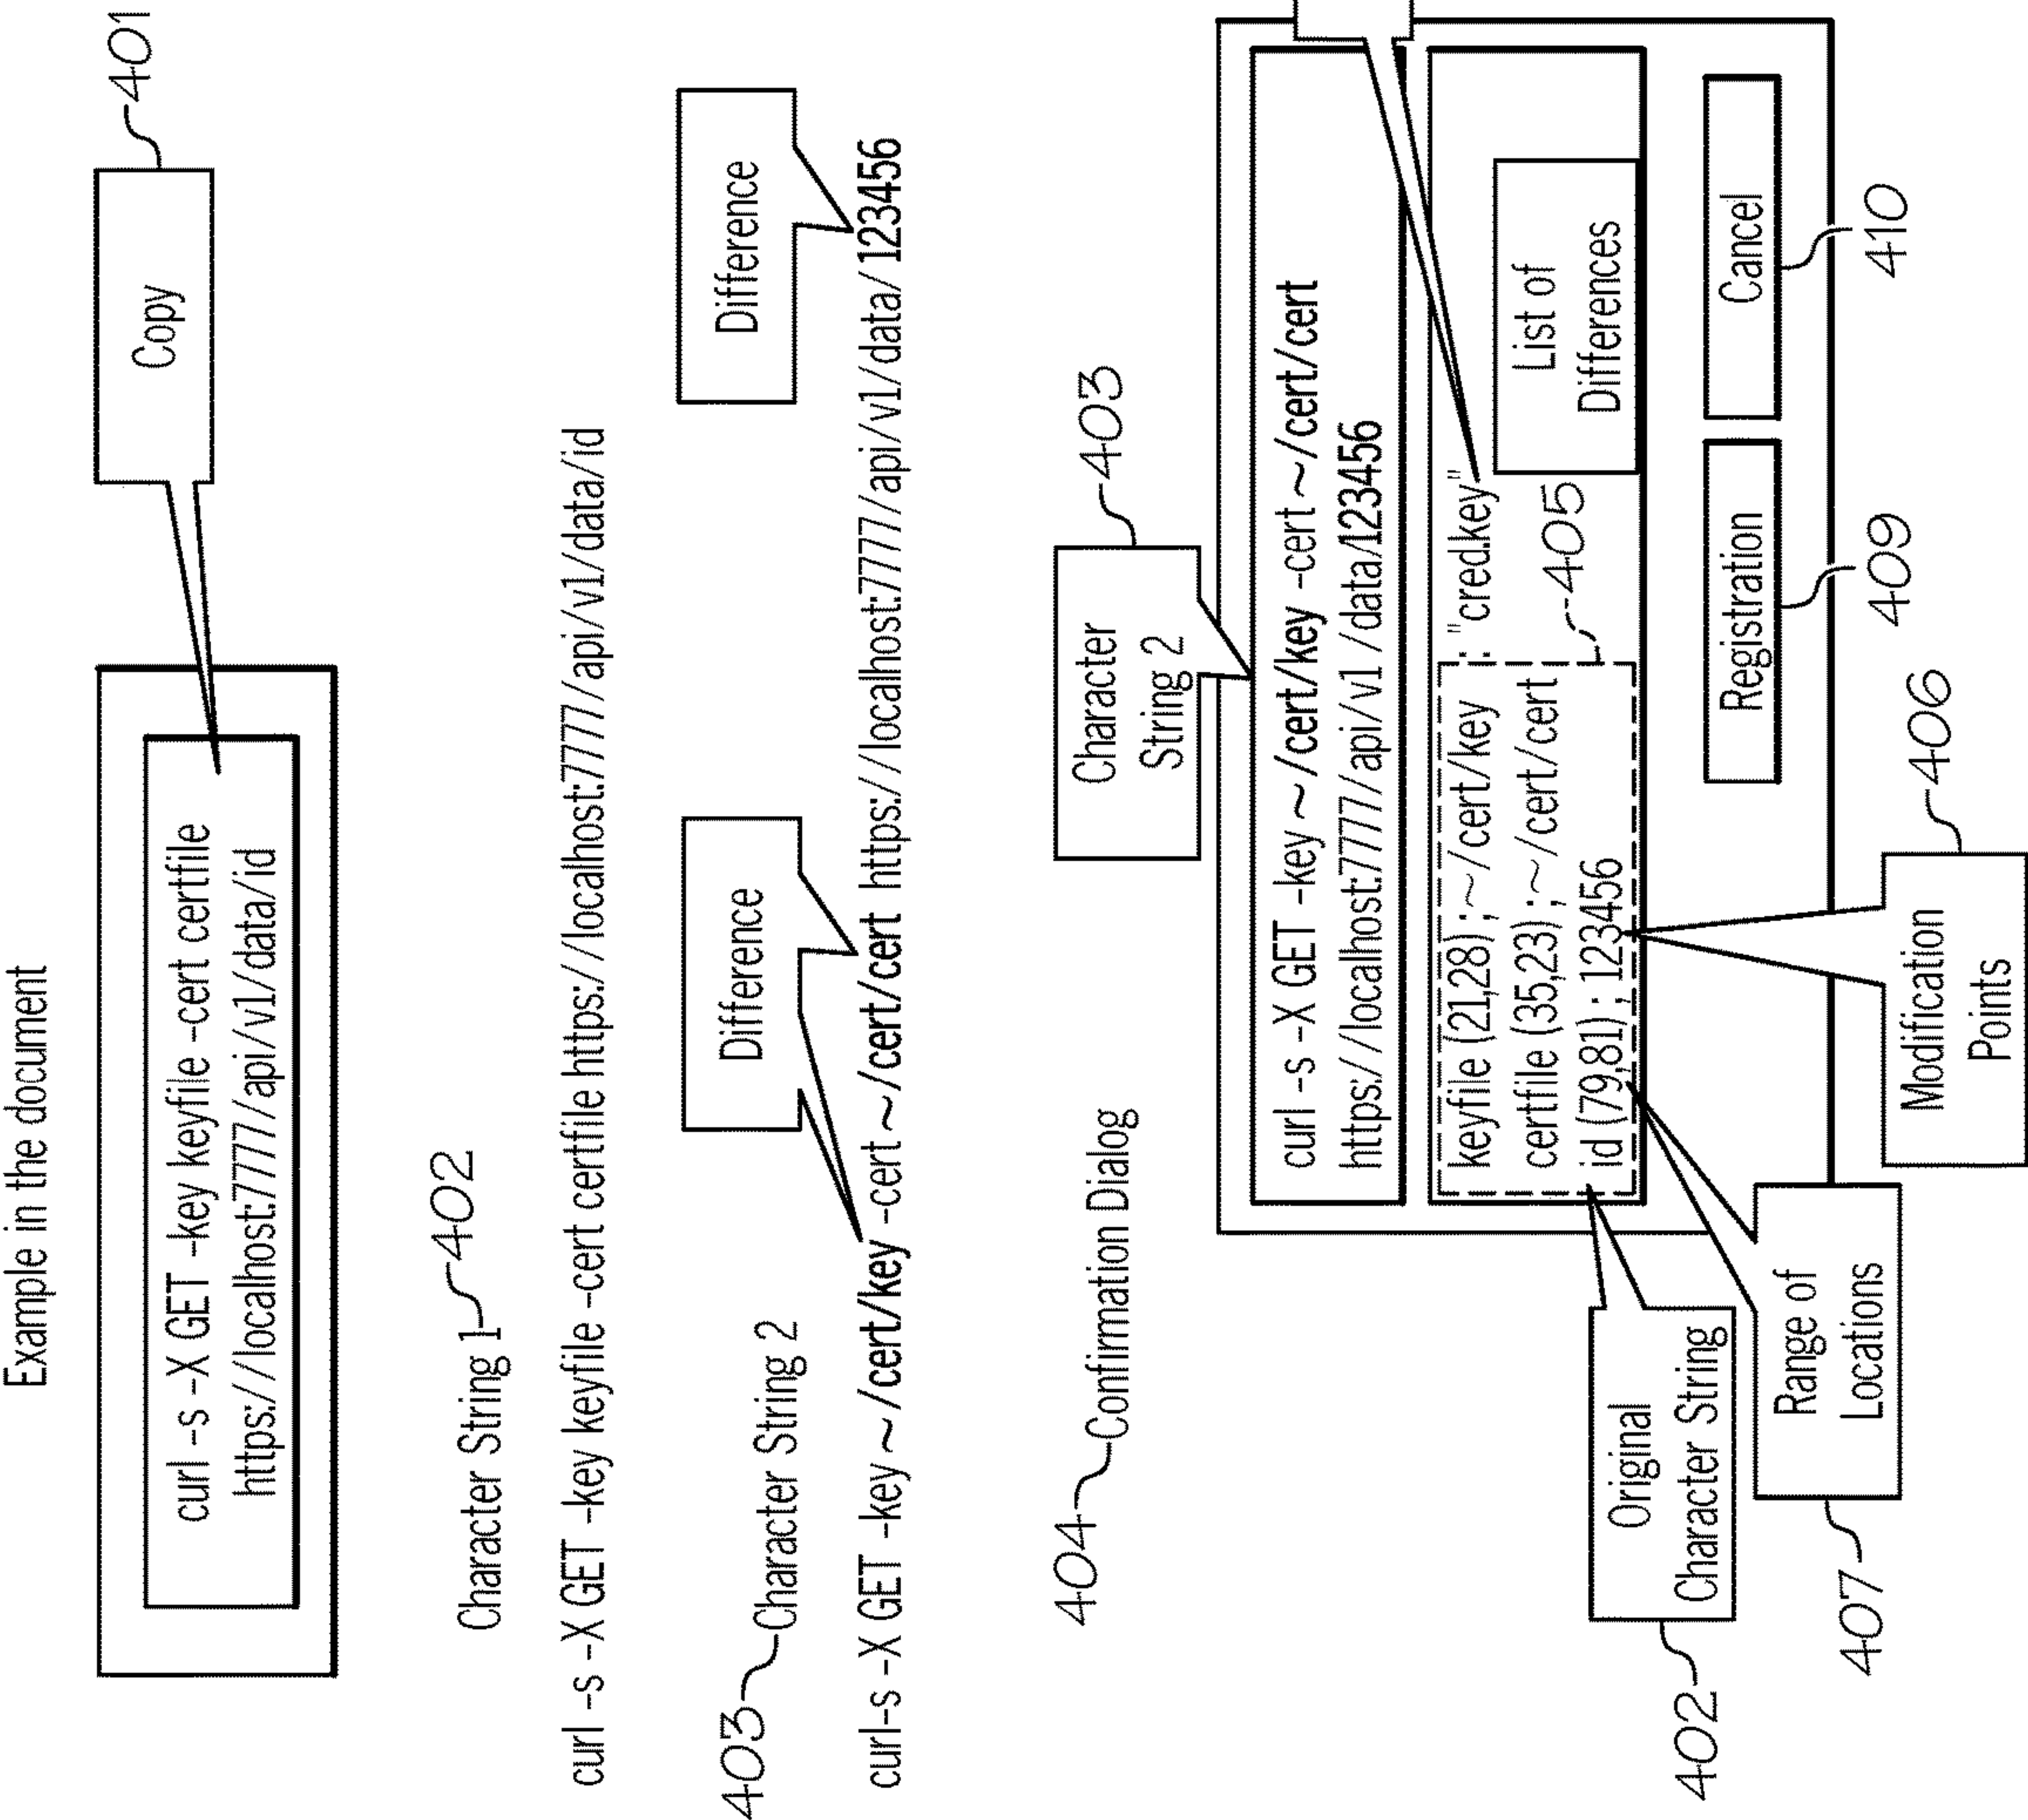 Example in the document
401
Copy
curl -s -X GET -key keyfile -cert certfile
https://localhost:7777/api/v1/data/id
Character String 1
402
curl -s -X GET -key keyfile -cert certfile https://localhost:7777/api/v1/data/id
403
Character String 2
Difference
Difference
curl-s -X GET -key ~/cert/key -cert ~/cert/cert https://localhost:7777/api/v1/data/123456
404
Confirmation Dialog
Character
String 2
403
curl -s -X GET -key ~/cert/key -cert ~/cert/cert
https://localhost:7777/api/v1/data/123456
keyfile (21,28) ;~/cert/key : "cred.key"
certfile (35,23) ;~/cert/cert
id (79,81) ; 123456
405
List of
Differences
Registration
Cancel
409
410
Original
Character String
402
Range of
Locations
407
Modification
Points
406